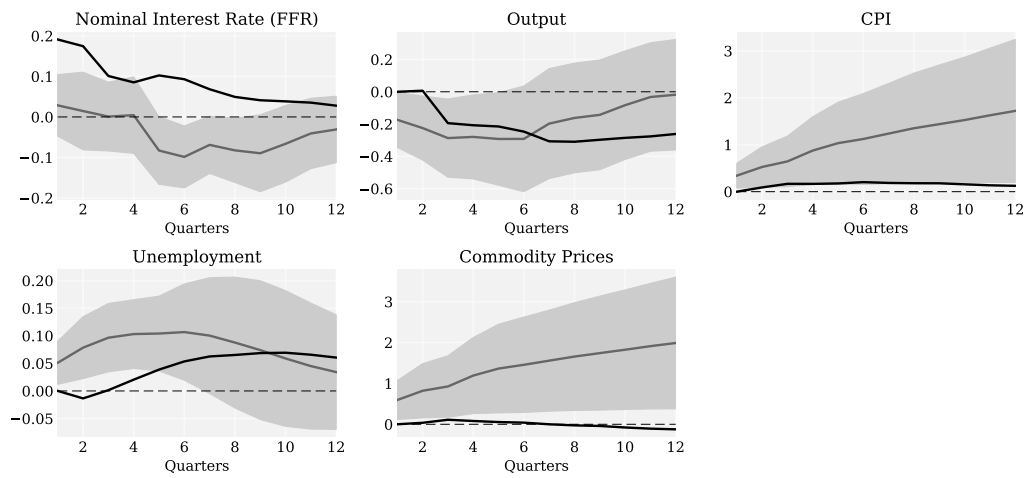 Nominal Interest Rate (FFR)
0.2
0.1
0.0
−0.1
−0.2
2 4 6 8 10 12
Quarters
Output
0.2
0.0
−0.2
−0.4
−0.6
2 4 6 8 10 12
Quarters
CPI
3
2
1
0
2 4 6 8 10 12
Quarters
Unemployment
0.20
0.15
0.10
0.05
0.00
−0.05
2 4 6 8 10 12
Quarters
Commodity Prices
3
2
1
0
2 4 6 8 10 12
Quarters